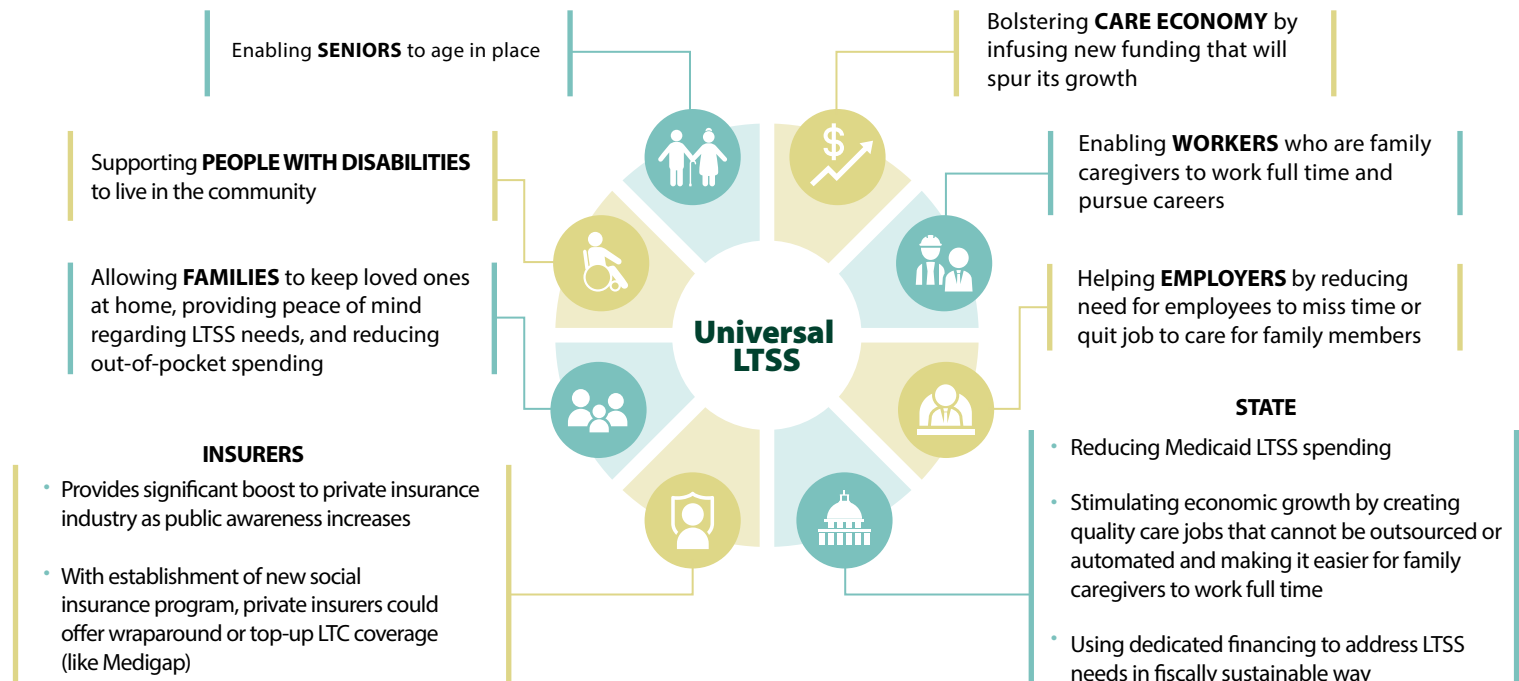 Enabling SENIORS to age in place
Supporting PEOPLE WITH DISABILITIES
to live in the community
Allowing FAMILIES to keep loved ones
at home, providing peace of mind
regarding LTSS needs, and reducing
out-of-pocket spending
INSURERS
• Provides significant boost to private insurance
industry as public awareness increases
• With establishment of new social
insurance program, private insurers could
offer wraparound or top-up LTC coverage
(like Medigap)
Universal
LTSS
$
Bolstering CARE ECONOMY by
infusing new funding that will
spur its growth
Enabling WORKERS who are family
caregivers to work full time and
pursue careers
Helping EMPLOYERS by reducing
need for employees to miss time or
quit job to care for family members
STATE
• Reducing Medicaid LTSS spending
• Stimulating economic growth by creating
quality care jobs that cannot be outsourced or
automated and making it easier for family
caregivers to work full time
• Using dedicated financing to address LTSS
needs in fiscally sustainable way